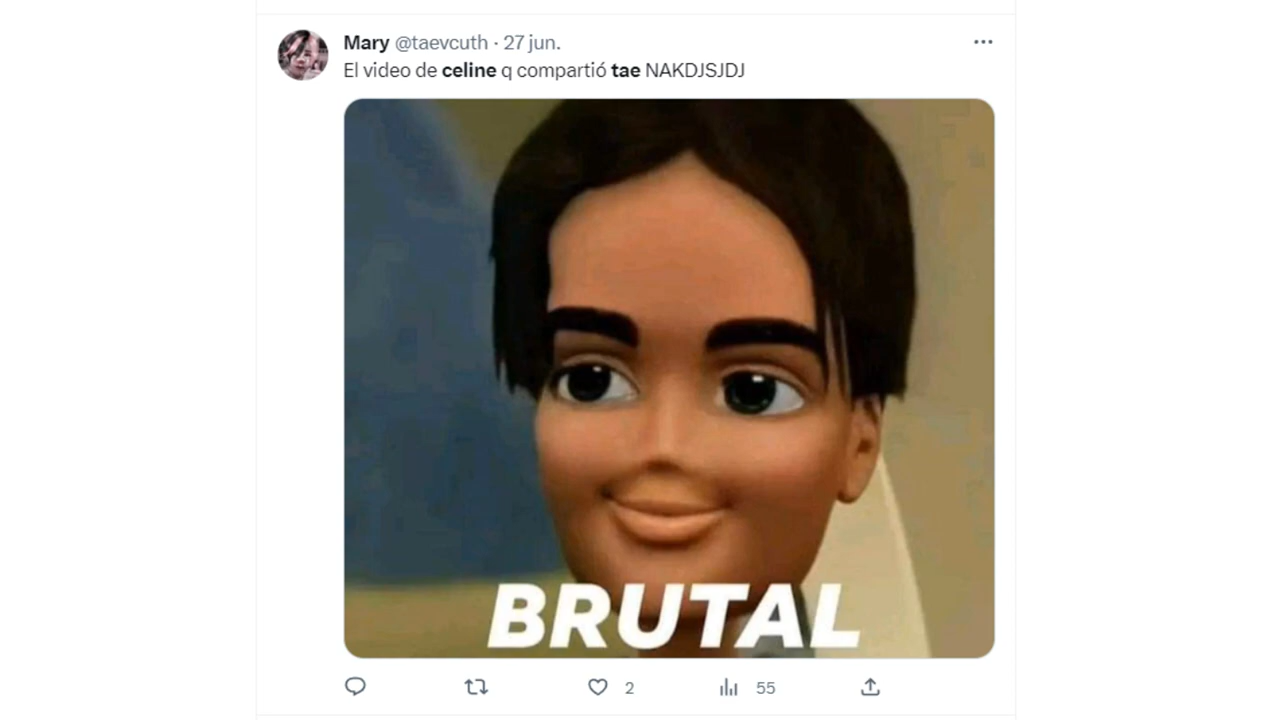 Mary @taevcuth · 27 jun.
El video de celine q compartió tae NAKDJSJDJ
BRUTAL
2 55